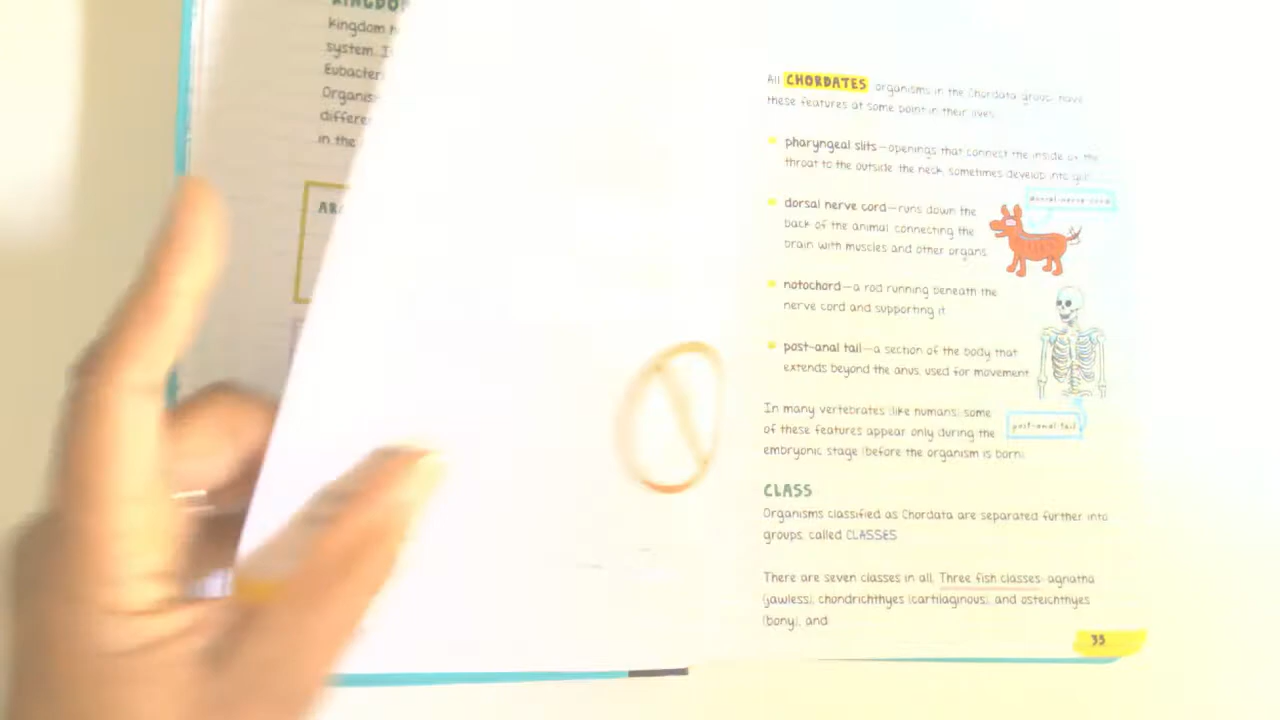 KINGDO
kingdom
system. I
Eubacter
Organis
differe
in the
AR
All CHORDATES organisms in the Chordata group have
these features at some point in their lives.
pharyngeal slits—openings that connect the inside of the
throat to the outside the neck, sometimes develop into gil
dorsal nerve cord—runs down the
back of the animal connecting the
brain with muscles and other organs.
dorsal nerve cord
notochord—a rod running beneath the
nerve cord and supporting it
post-anal tail—a section of the body that
extends beyond the anus, used for movement
In many vertebrates (like humans), some
of these features appear only during the
embryonic stage (before the organism is born).
post-anal tail
CLASS
Organisms classified as Chordata are separated further into
groups, called CLASSES
There are seven classes in all. Three fish classes: agnatha
(jawless), chondrichthyes (cartilaginous), and osteichthyes
(bony), and
33